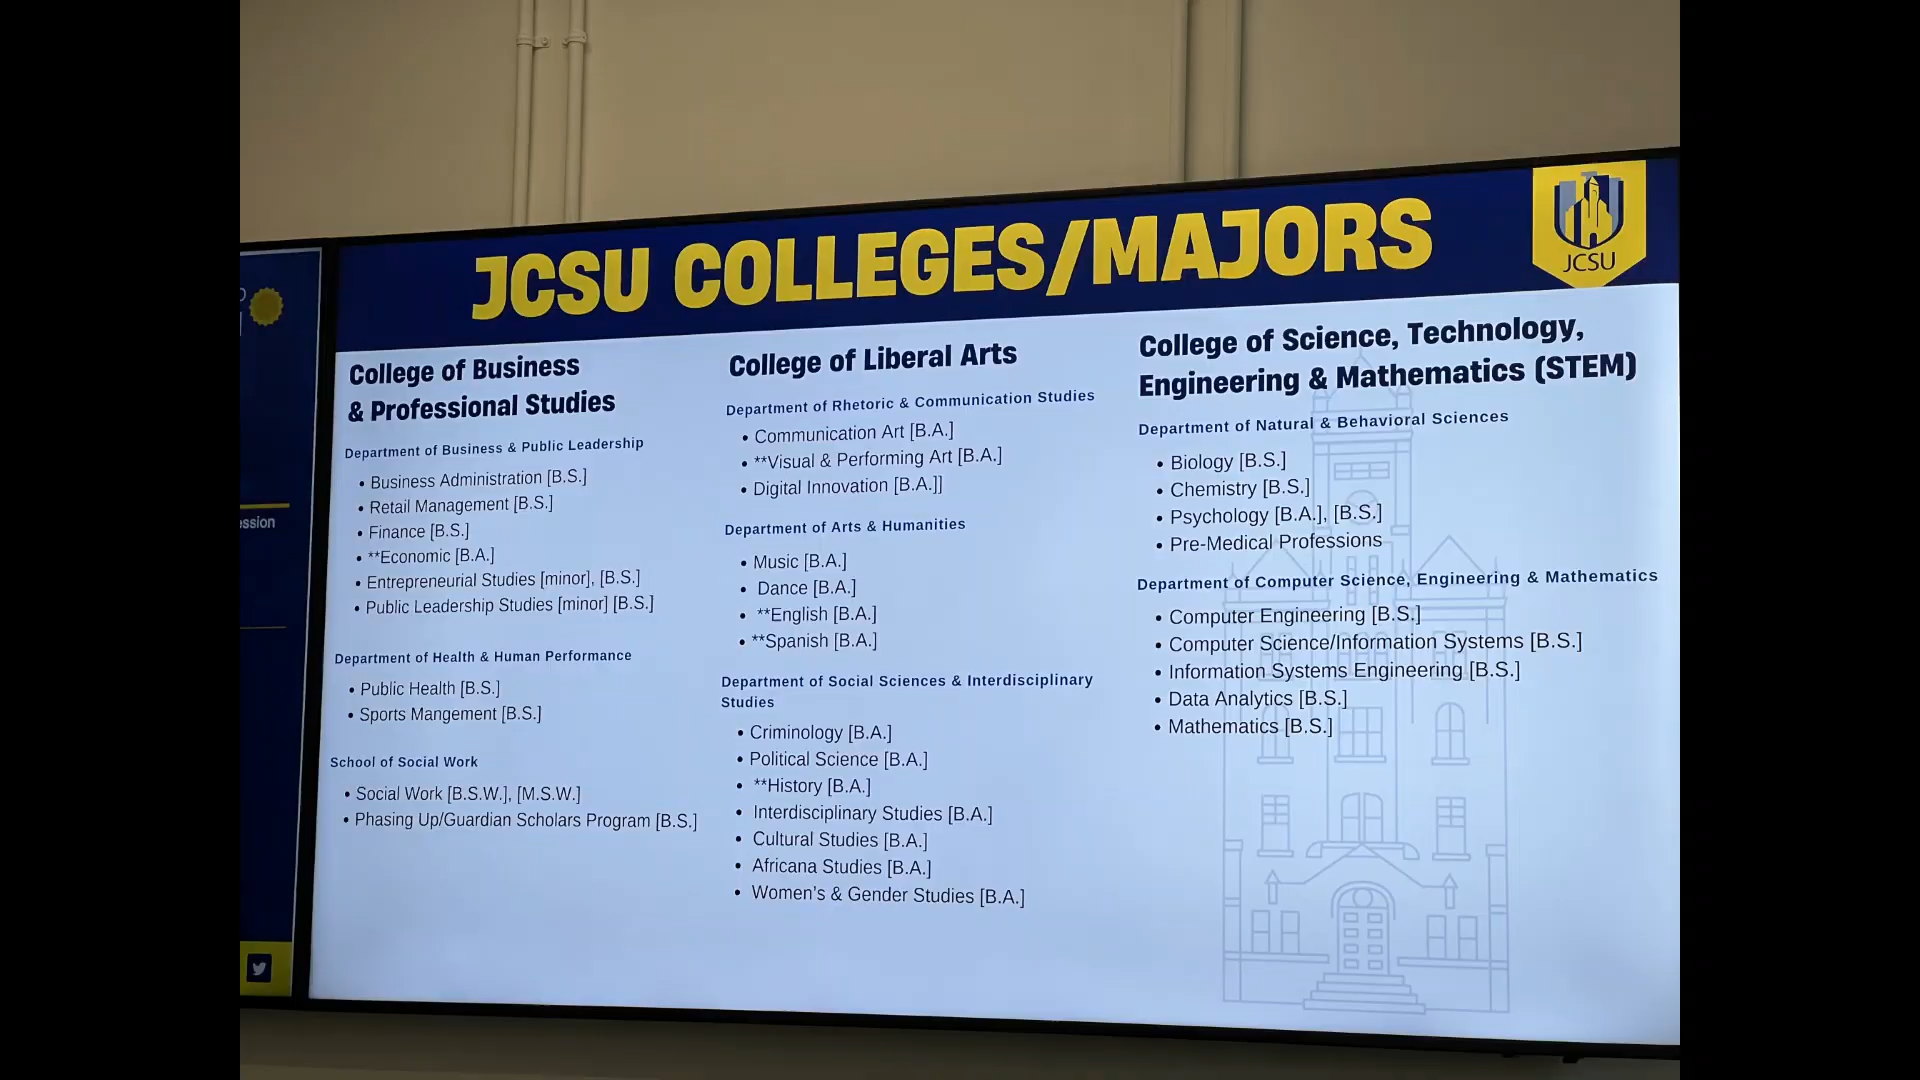 JCSU COLLEGES/MAJORS
JCSU
College of Business
& Professional Studies
Department of Business & Public Leadership
• Business Administration [B.S.]
• Retail Management [B.S.]
• Finance [B.S.]
• **Economic [B.A.]
• Entrepreneurial Studies [minor], [B.S.]
• Public Leadership Studies [minor] [B.S.]
Department of Health & Human Performance
• Public Health [B.S.]
• Sports Mangement [B.S.]
School of Social Work
• Social Work [B.S.W.], [M.S.W.]
• Phasing Up/Guardian Scholars Program [B.S.]
College of Liberal Arts
Department of Rhetoric & Communication Studies
• Communication Art [B.A.]
• **Visual & Performing Art [B.A.]
• Digital Innovation [B.A.]]
Department of Arts & Humanities
• Music [B.A.]
• Dance [B.A.]
• **English [B.A.]
• **Spanish [B.A.]
Department of Social Sciences & Interdisciplinary
Studies
• Criminology [B.A.]
• Political Science [B.A.]
• **History [B.A.]
• Interdisciplinary Studies [B.A.]
• Cultural Studies [B.A.]
• Africana Studies [B.A.]
• Women's & Gender Studies [B.A.]
College of Science, Technology,
Engineering & Mathematics (STEM)
Department of Natural & Behavioral Sciences
• Biology [B.S.]
• Chemistry [B.S.]
• Psychology [B.A.], [B.S.]
• Pre-Medical Professions
Department of Computer Science, Engineering & Mathematics
• Computer Engineering [B.S.]
• Computer Science/Information Systems [B.S.]
• Information Systems Engineering [B.S.]
• Data Analytics [B.S.]
• Mathematics [B.S.]